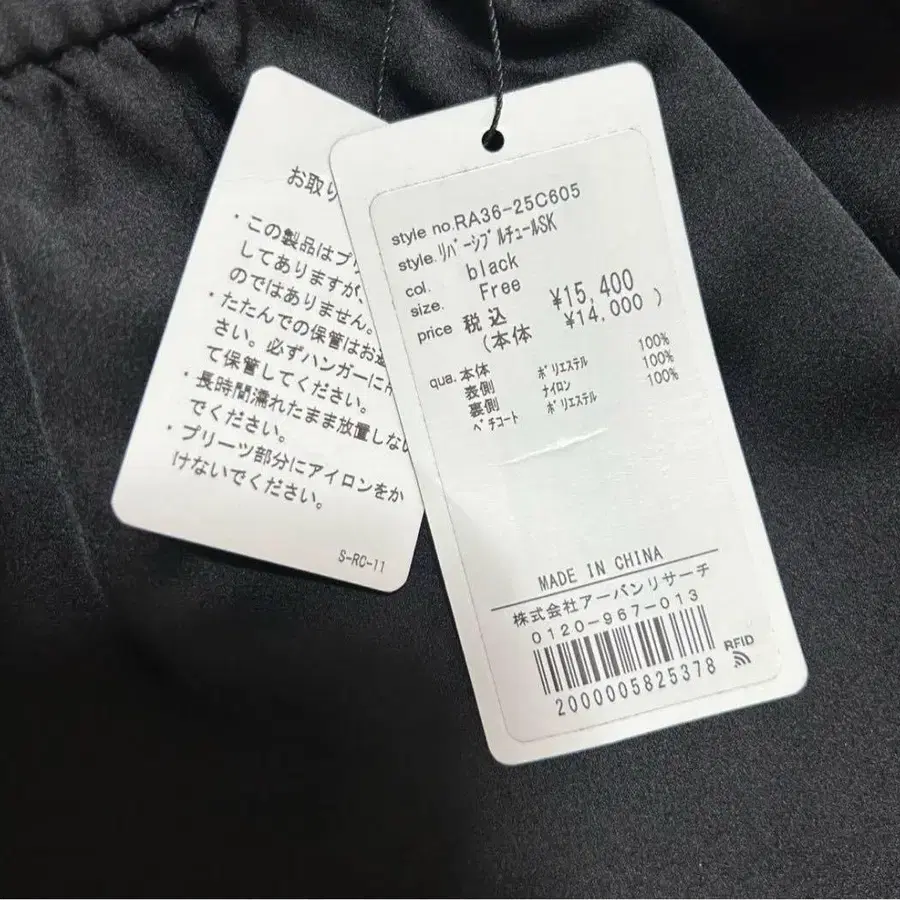 お取り
・この製品はプリ
してありますが、
のではありません。
・たたんでの保管はお避
さい。必ずハンガーに
て保管してください。
・長時間濡れたまま放置しない
でください。
・プリーツ部分にアイロンをか
けないでください。
S-RC-11
style no.RA36-25C605
style.ﾘﾊﾞｰｼﾌﾞﾙﾁｭｰﾙSK
col. black
size. Free
price 税込 ¥15,400
(本体 ¥14,000 )
qua.本体 ﾎﾟﾘｴｽﾃﾙ 100%
表側 ﾅｲﾛﾝ 100%
裏側 ﾎﾟﾘｴｽﾃﾙ 100%
ﾍﾟﾁｺｰﾄ
MADE IN CHINA
株式会社アーバンリサーチ
0120-967-013
RFID
2000005825378